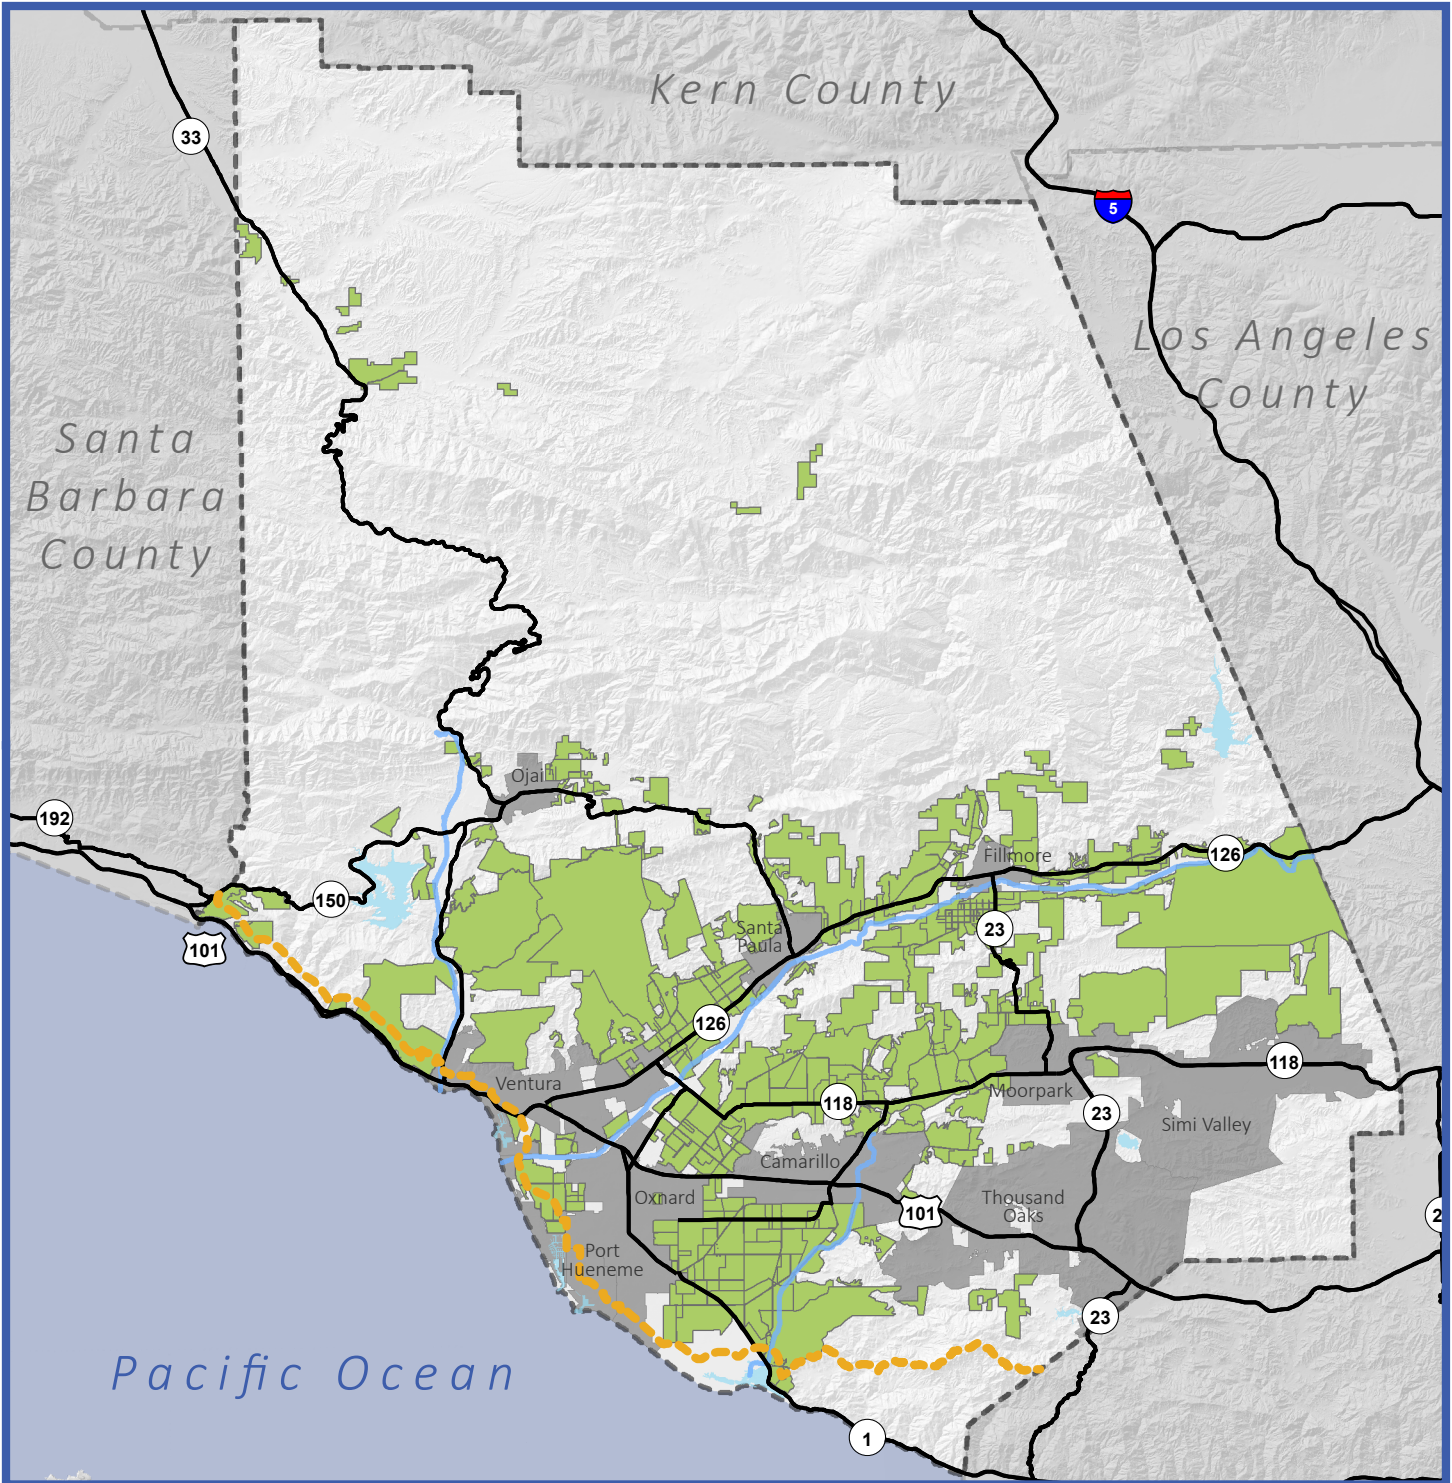 Kern County
33
5
Los Angeles
County
Santa
Barbara
County
Ojai
192
Fillmore
126
150
101
Santa
Paula
23
126
Ventura
118
118
Moorpark
23
Simi Valley
Camarillo
Oxnard
Thousand
Oaks
101
2
Port
Hueneme
23
Pacific Ocean
1